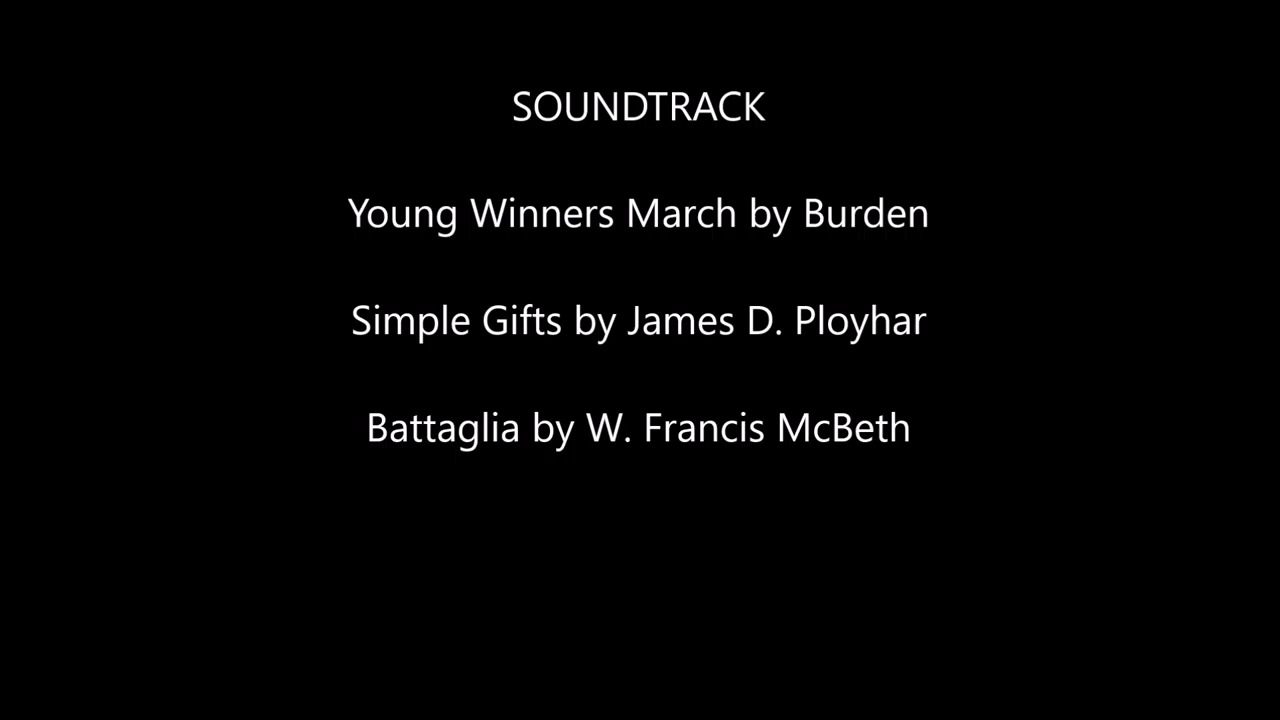 SOUNDTRACK
Young Winners March by Burden
Simple Gifts by James D. Ployhar
Battaglia by W. Francis McBeth